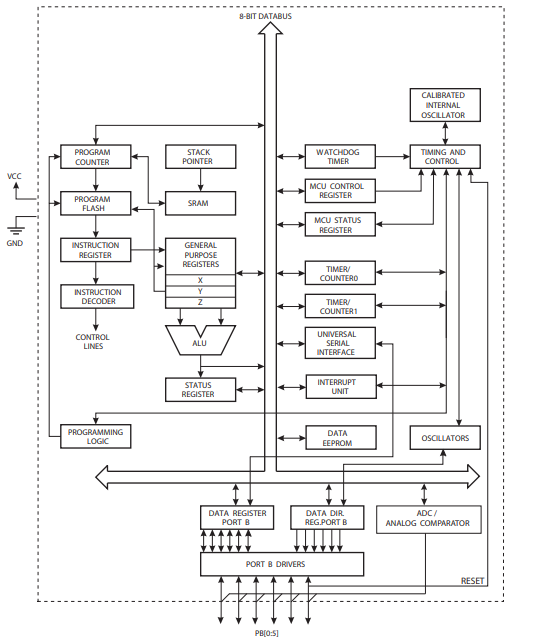 8-BIT DATABUS
CALIBRATED
INTERNAL
OSCILLATOR
PROGRAM
COUNTER
STACK
POINTER
WATCHDOG
TIMER
TIMING AND
CONTROL
VCC
MCU CONTROL
REGISTER
PROGRAM
FLASH
SRAM
MCU STATUS
REGISTER
GND
INSTRUCTION
REGISTER
GENERAL
PURPOSE
REGISTERS
X
Y
Z
TIMER/
COUNTER0
INSTRUCTION
DECODER
TIMER/
COUNTER1
CONTROL
LINES
ALU
UNIVERSAL
SERIAL
INTERFACE
STATUS
REGISTER
INTERRUPT
UNIT
PROGRAMMING
LOGIC
DATA
EEPROM
OSCILLATORS
DATA REGISTER
PORT B
DATA DIR.
REG.PORT B
ADC /
ANALOG COMPARATOR
PORT B DRIVERS
RESET
PB[0:5]